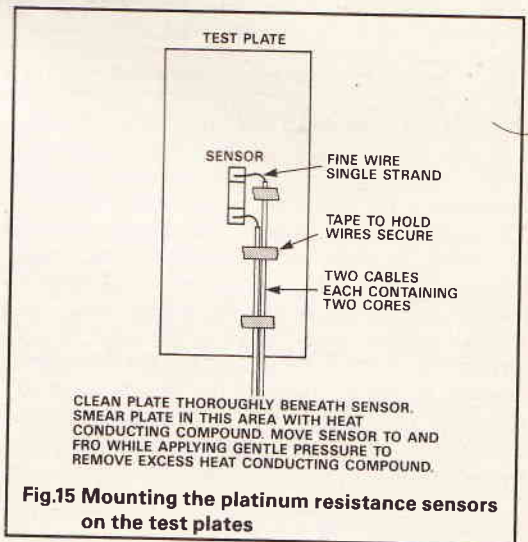 TEST PLATE
SENSOR
FINE WIRE
SINGLE STRAND
TAPE TO HOLD
WIRES SECURE
TWO CABLES
EACH CONTAINING
TWO CORES
CLEAN PLATE THOROUGHLY BENEATH SENSOR.
SMEAR PLATE IN THIS AREA WITH HEAT
CONDUCTING COMPOUND. MOVE SENSOR TO AND
FRO WHILE APPLYING GENTLE PRESSURE TO
REMOVE EXCESS HEAT CONDUCTING COMPOUND.
Fig.15 Mounting the platinum resistance sensors
on the test plates